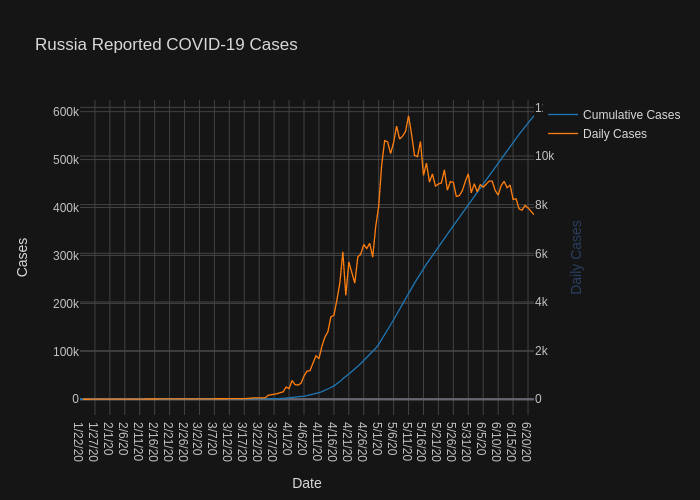 Russia Reported COVID-19 Cases
Cumulative Cases
Daily Cases
600k
500k
400k
300k
200k
100k
0
Cases
10k
8k
6k
4k
2k
0
Daily Cases
1/22/20
1/27/20
2/1/20
2/6/20
2/11/20
2/16/20
2/21/20
2/26/20
3/2/20
3/7/20
3/12/20
3/17/20
3/22/20
3/27/20
4/1/20
4/6/20
4/11/20
4/16/20
4/21/20
4/26/20
5/1/20
5/6/20
5/11/20
5/16/20
5/21/20
5/26/20
5/31/20
6/5/20
6/10/20
6/15/20
6/20/20
Date